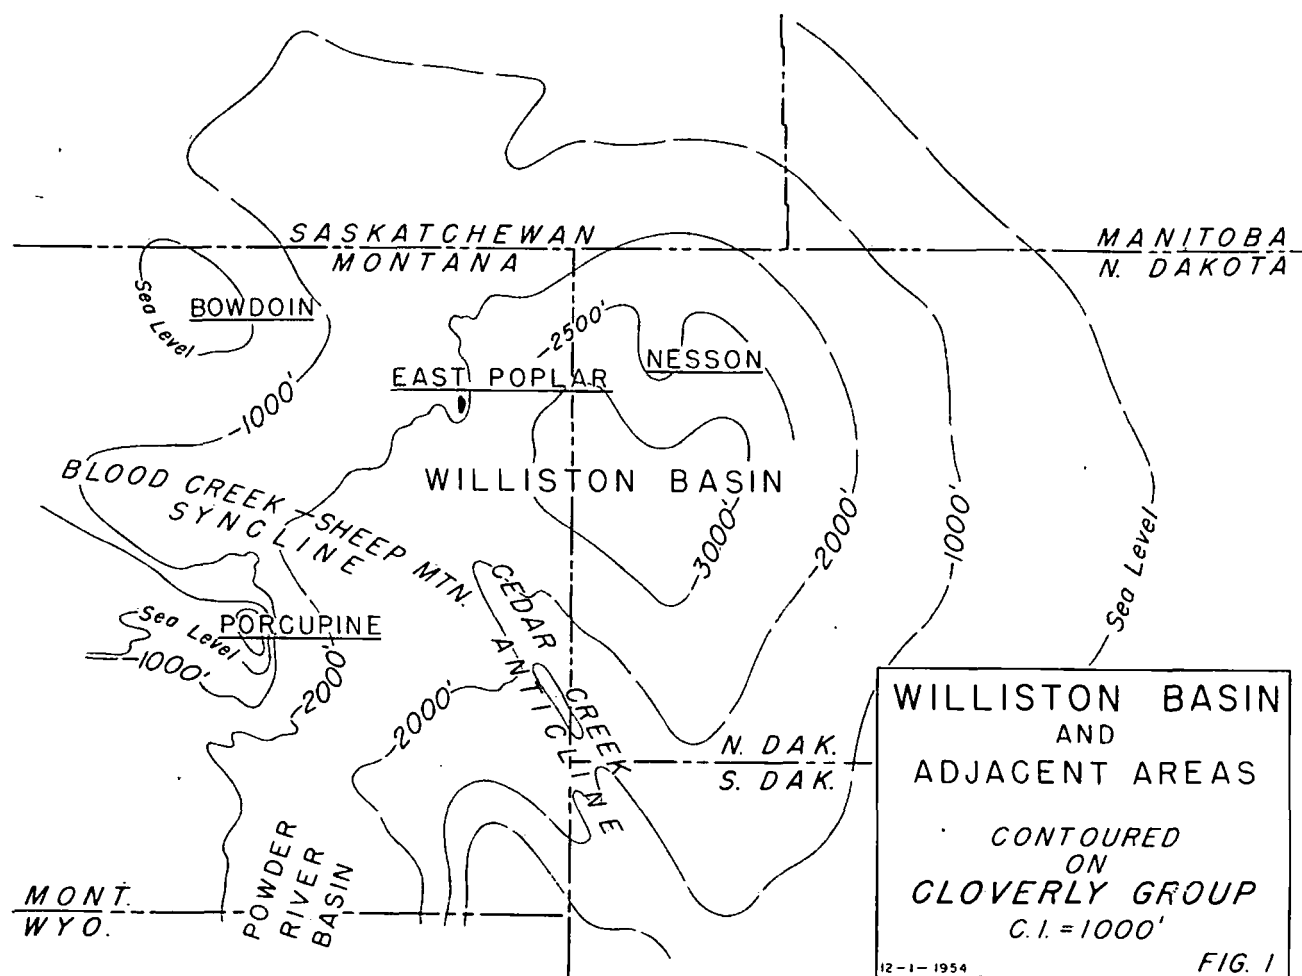 SASKATCHEWAN
MONTANA
MANITOBA
N. DAKOTA
BOWDOIN
Sea Level
-2500'
NESSON
EAST POPLAR
-1000'
WILLISTON BASIN
BLOOD CREEK - SHEEP MTN.
SYNCLINE
-3000'
-2000'
-1000'
Sea Level
CEDAR CREEK
ANTICLINE
Sea Level
PORCUPINE
-1000'
-2000'
-2000'
N. DAK.
S. DAK.
POWDER
RIVER
BASIN
MONT.
WYO.
WILLISTON BASIN
AND
ADJACENT AREAS
CONTOURED
ON
CLOVERLY GROUP
C.I. = 1000'
12-1-1954
FIG. 1